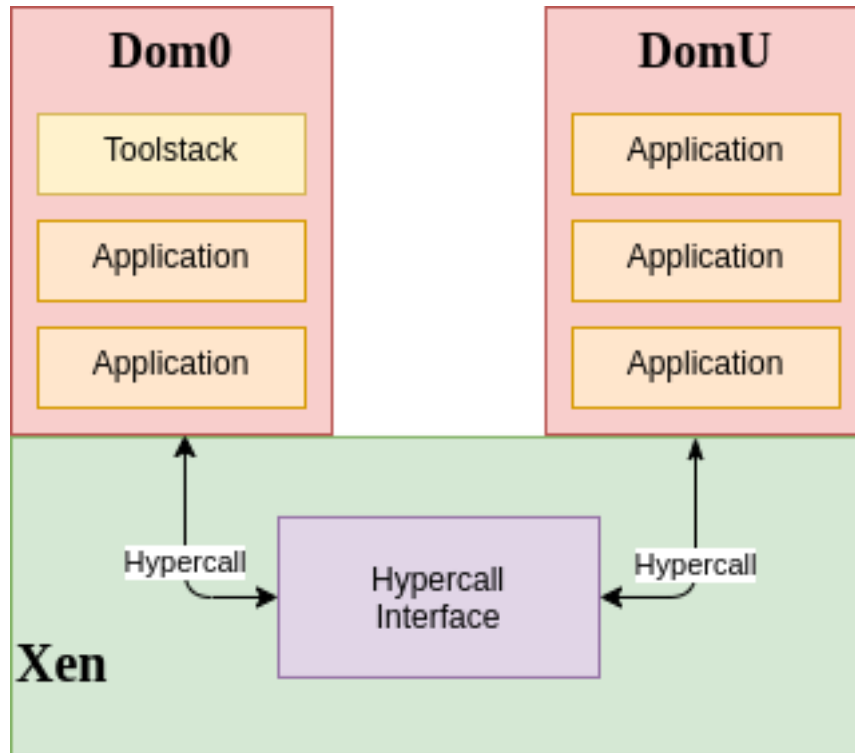 Dom0
Toolstack
Application
Application
DomU
Application
Application
Application
Hypercall
Hypercall
Interface
Hypercall
Xen